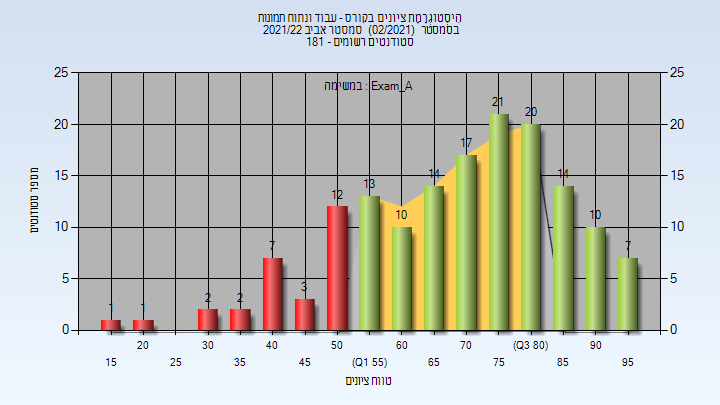 היסטוגרמת ציונים בקורס - עבוד ונתוח תמונות
בסמסטר (02/2021) סמסטר אביב 2021/22
סטודנטים רשומים - 181
במשימה : Exam_A
מספר סטודנטים
25 25
20 20
15 15
10 10
5 5
0 0
1 1 2 2 7 3 12 13 10 14 17 21 20 14 10 7
20 30 40 50 60 70 (Q3 80) 90
15 25 35 45 (Q1 55) 65 75 85 95
טווח ציונים